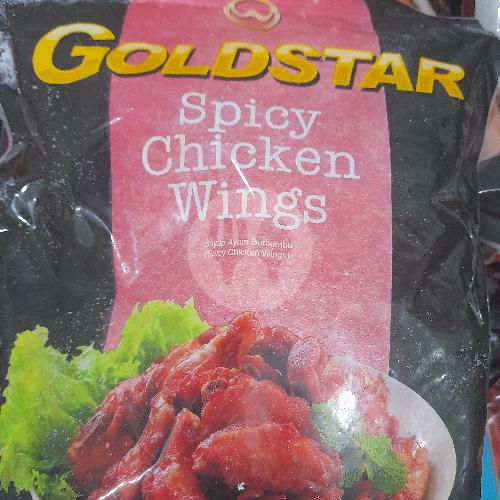 GOLDSTAR
Spicy
Chicken
Wings
Sayap Ayam Berbumbu
(Spicy Chicken Wings)